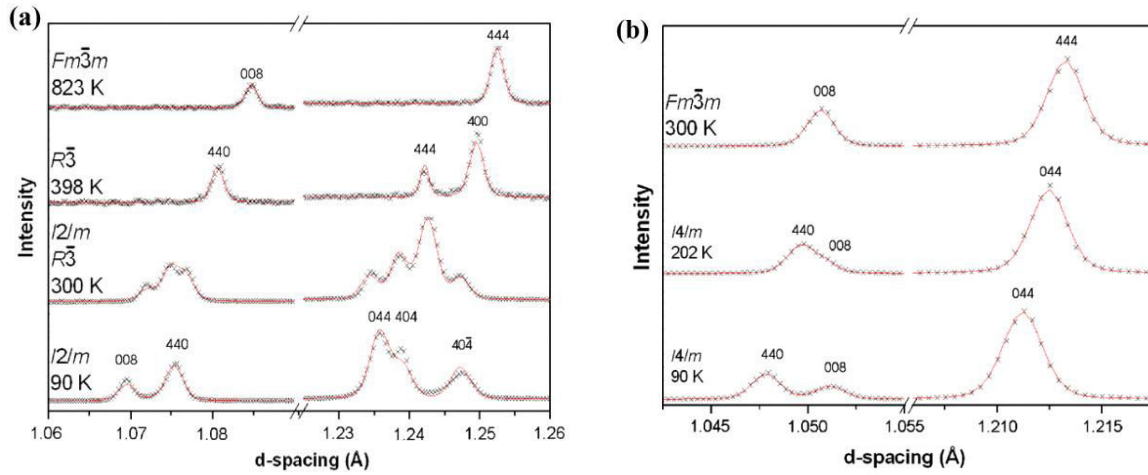 (a)
Fm3̅m
823 K
008
444
R3̅
398 K
440
444
400
I2/m
R3̅
300 K
I2/m
90 K
008
440
044 404
404̅
Intensity
1.06 1.07 1.08 1.23 1.24 1.25 1.26
d-spacing (Å)
(b)
Fm3̅m
300 K
008
444
I4/m
202 K
440
008
044
I4/m
90 K
440
008
044
Intensity
1.045 1.050 1.055 1.210 1.215
d-spacing (Å)